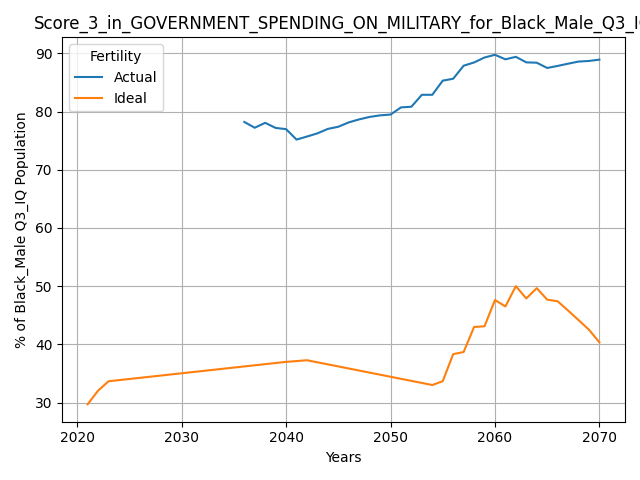 Score_3_in_GOVERNMENT_SPENDING_ON_MILITARY_for_Black_Male_Q3_IQ
Fertility
Actual
Ideal
% of Black_Male Q3_IQ Population
90
80
70
60
50
40
30
2020 2030 2040 2050 2060 2070
Years